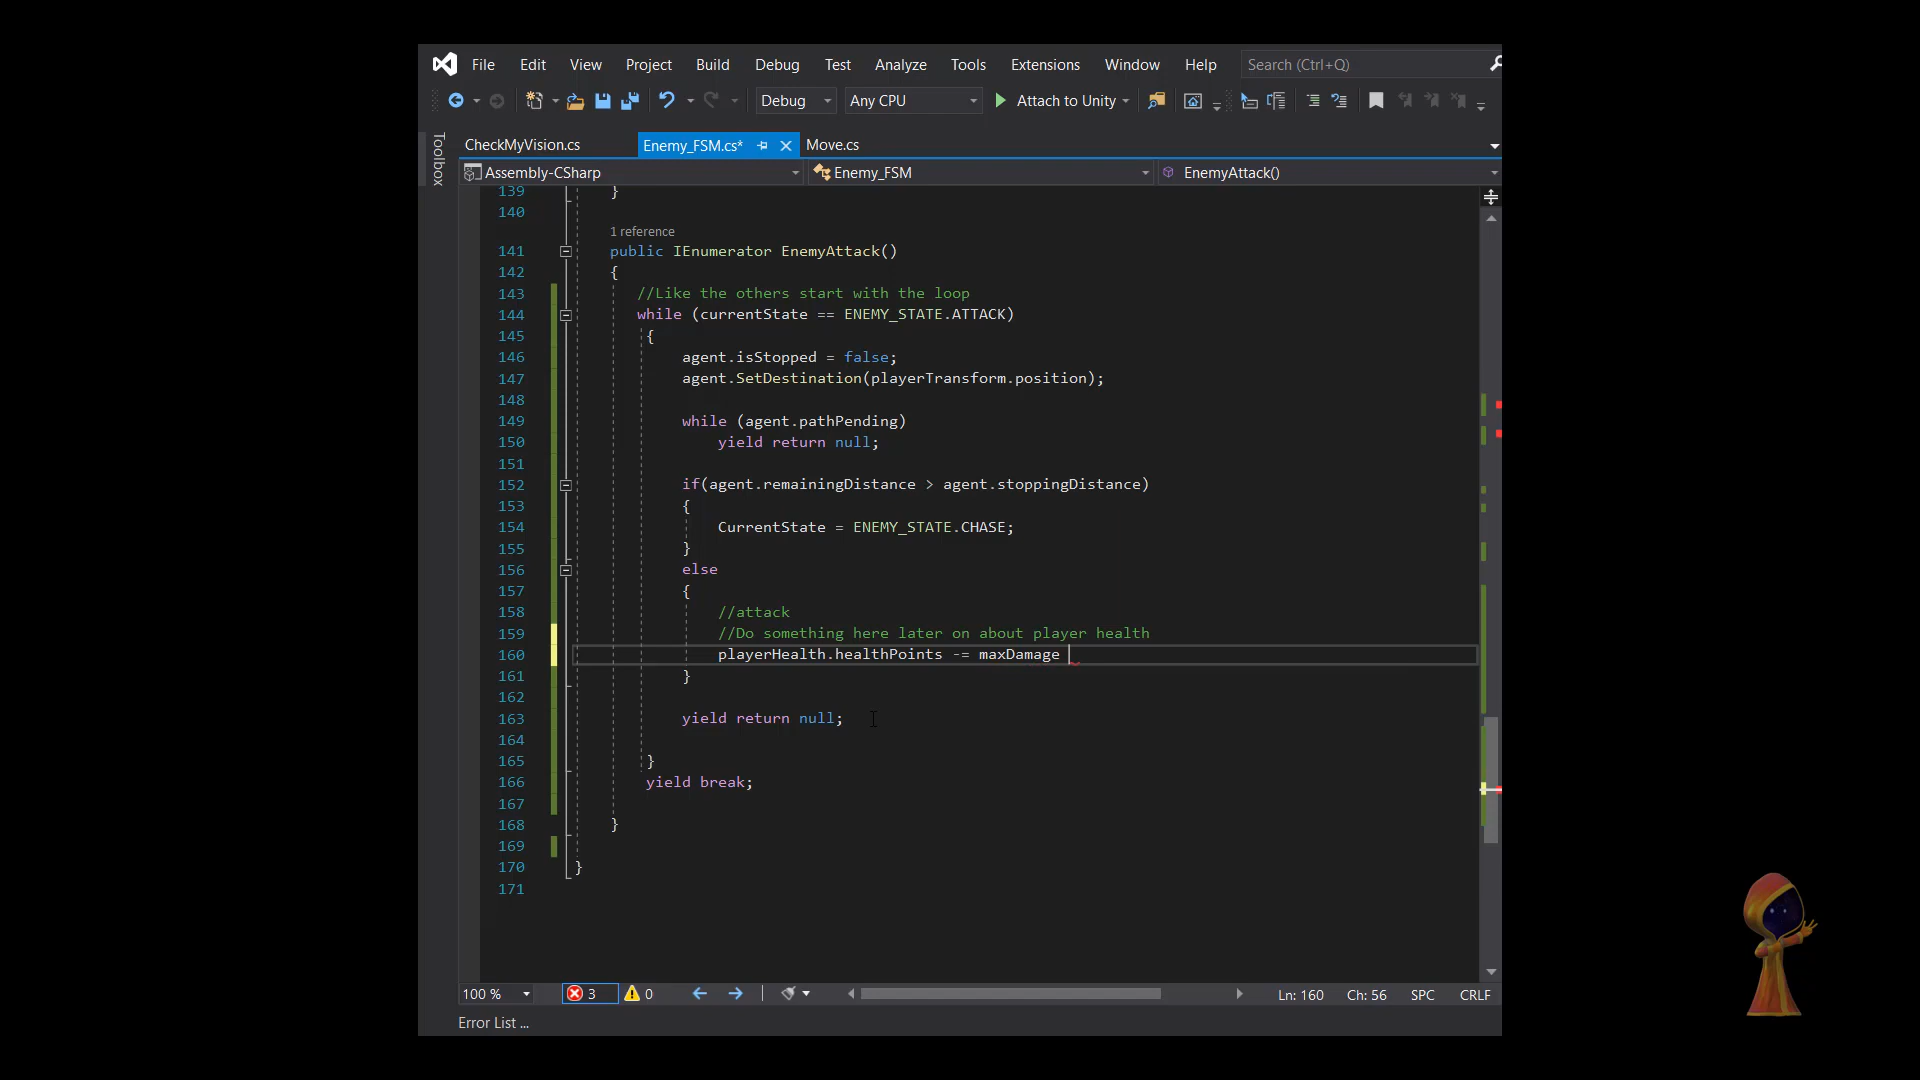 File Edit View Project Build Debug Test Analyze Tools Extensions Window Help Search (Ctrl+Q)
Debug Any CPU Attach to Unity
Toolbox
CheckMyVision.cs Enemy_FSM.cs* Move.cs
Assembly-CSharp Enemy_FSM EnemyAttack()
139 }
140
1 reference
141 public IEnumerator EnemyAttack()
142 {
143 //Like the others start with the loop
144 while (currentState == ENEMY_STATE.ATTACK)
145 {
146 agent.isStopped = false;
147 agent.SetDestination(playerTransform.position);
148
149 while (agent.pathPending)
150 yield return null;
151
152 if(agent.remainingDistance > agent.stoppingDistance)
153 {
154 CurrentState = ENEMY_STATE.CHASE;
155 }
156 else
157 {
158 //attack
159 //Do something here later on about player health
160 playerHealth.healthPoints -= maxDamage
161 }
162
163 yield return null;
164
165 }
166 yield break;
167
168 }
169
170 }
171
100 % 3 0 Ln: 160 Ch: 56 SPC CRLF
Error List ...